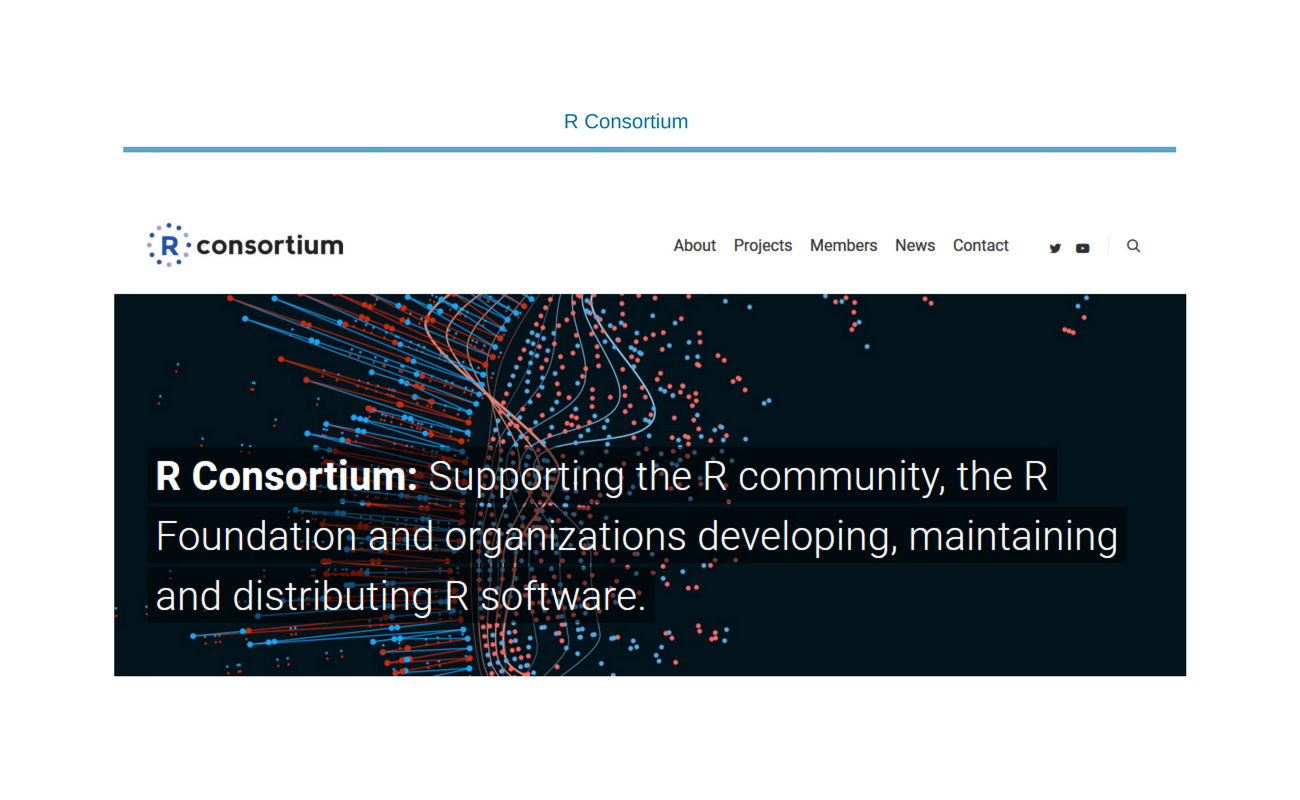 R Consortium
R consortium
About Projects Members News Contact
R Consortium: Supporting the R community, the R
Foundation and organizations developing, maintaining
and distributing R software.